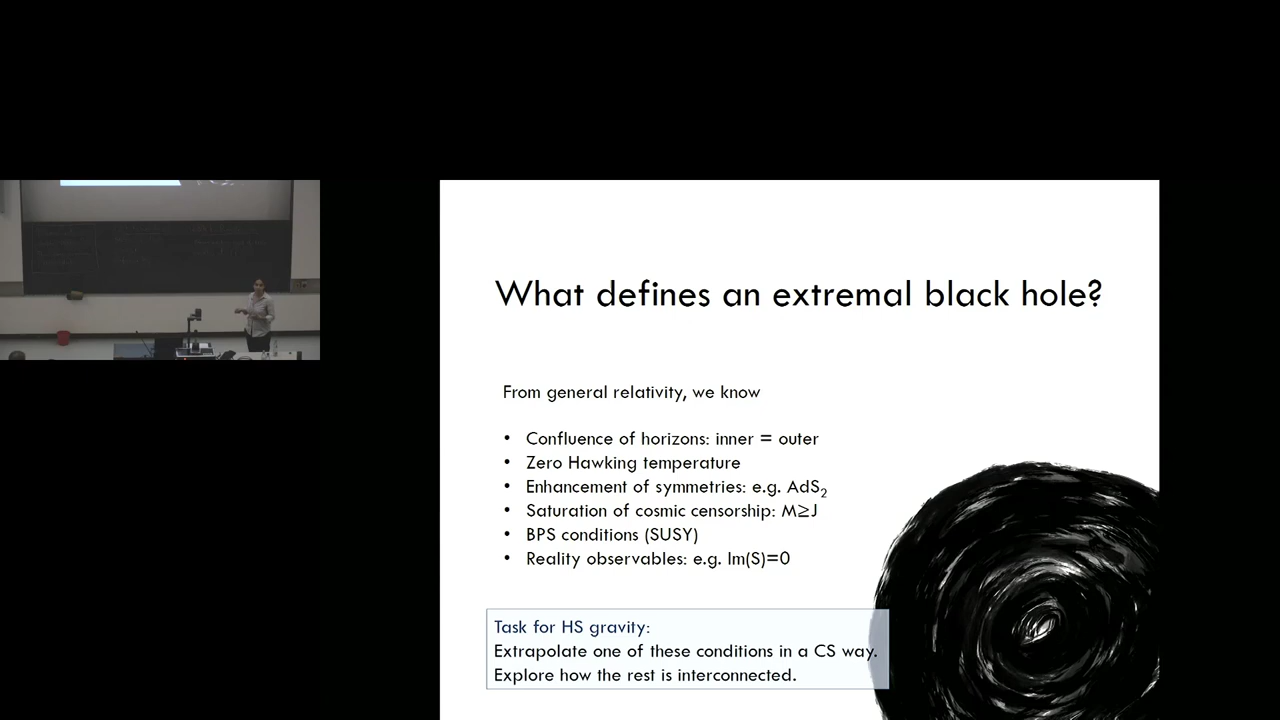 What defines an extremal black hole?
From general relativity, we know
• Confluence of horizons: inner = outer
• Zero Hawking temperature
• Enhancement of symmetries: e.g. AdS₂
• Saturation of cosmic censorship: M≥J
• BPS conditions (SUSY)
• Reality observables: e.g. Im(S)=0
Task for HS gravity:
Extrapolate one of these conditions in a CS way.
Explore how the rest is interconnected.